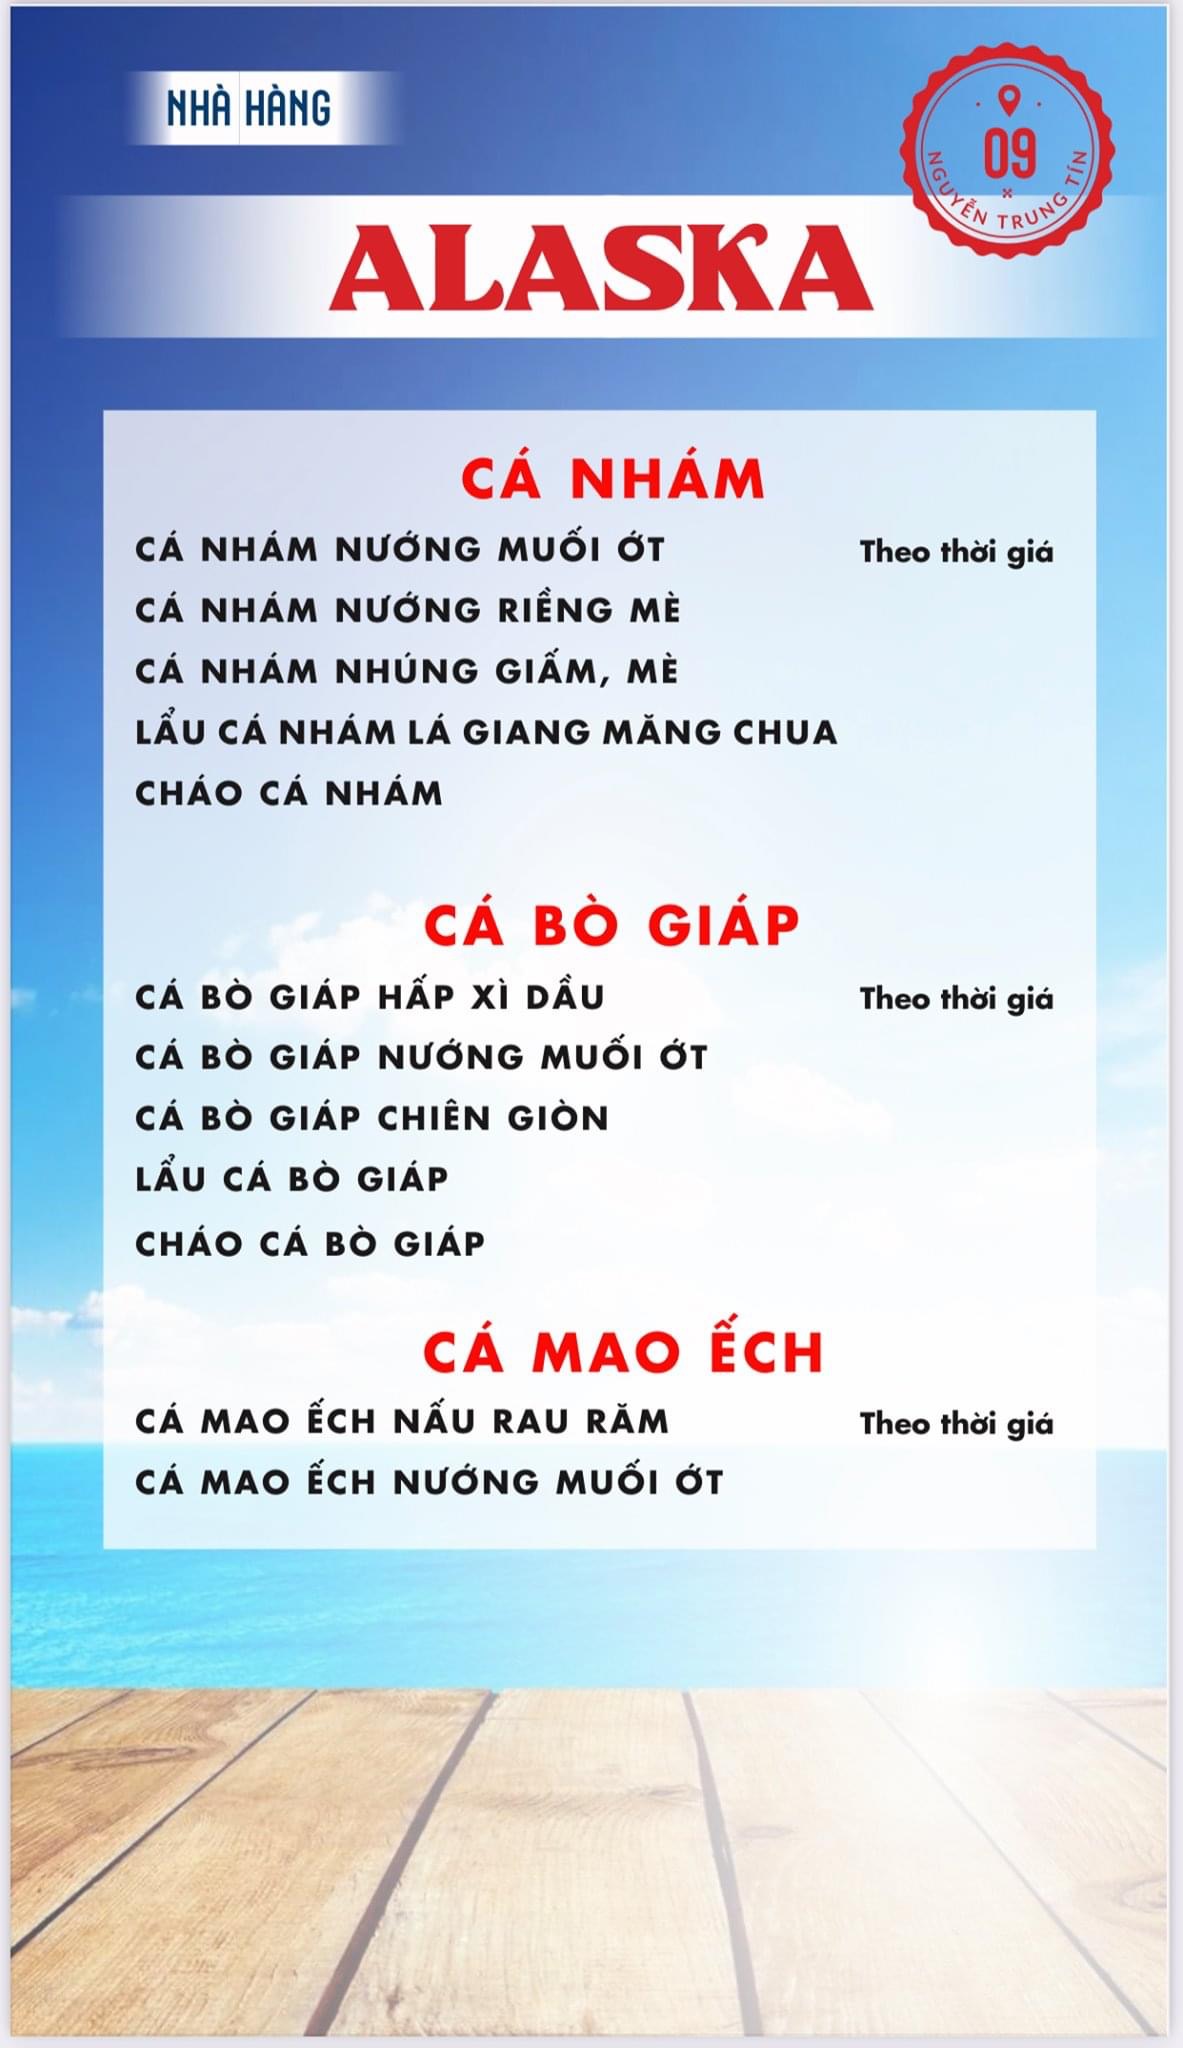 NHÀ HÀNG
09
NGUYỄN TRUNG TÍN
ALASKA
CÁ NHÁM
CÁ NHÁM NƯỚNG MUỐI ỚT Theo thời giá
CÁ NHÁM NƯỚNG RIỀNG MÈ
CÁ NHÁM NHÚNG GIẤM, MÈ
LẨU CÁ NHÁM LÁ GIANG MĂNG CHUA
CHÁO CÁ NHÁM
CÁ BÒ GIÁP
CÁ BÒ GIÁP HẤP XÌ DẦU Theo thời giá
CÁ BÒ GIÁP NƯỚNG MUỐI ỚT
CÁ BÒ GIÁP CHIÊN GIÒN
LẨU CÁ BÒ GIÁP
CHÁO CÁ BÒ GIÁP
CÁ MAO ẾCH
CÁ MAO ẾCH NẤU RAU RĂM Theo thời giá
CÁ MAO ẾCH NƯỚNG MUỐI ỚT